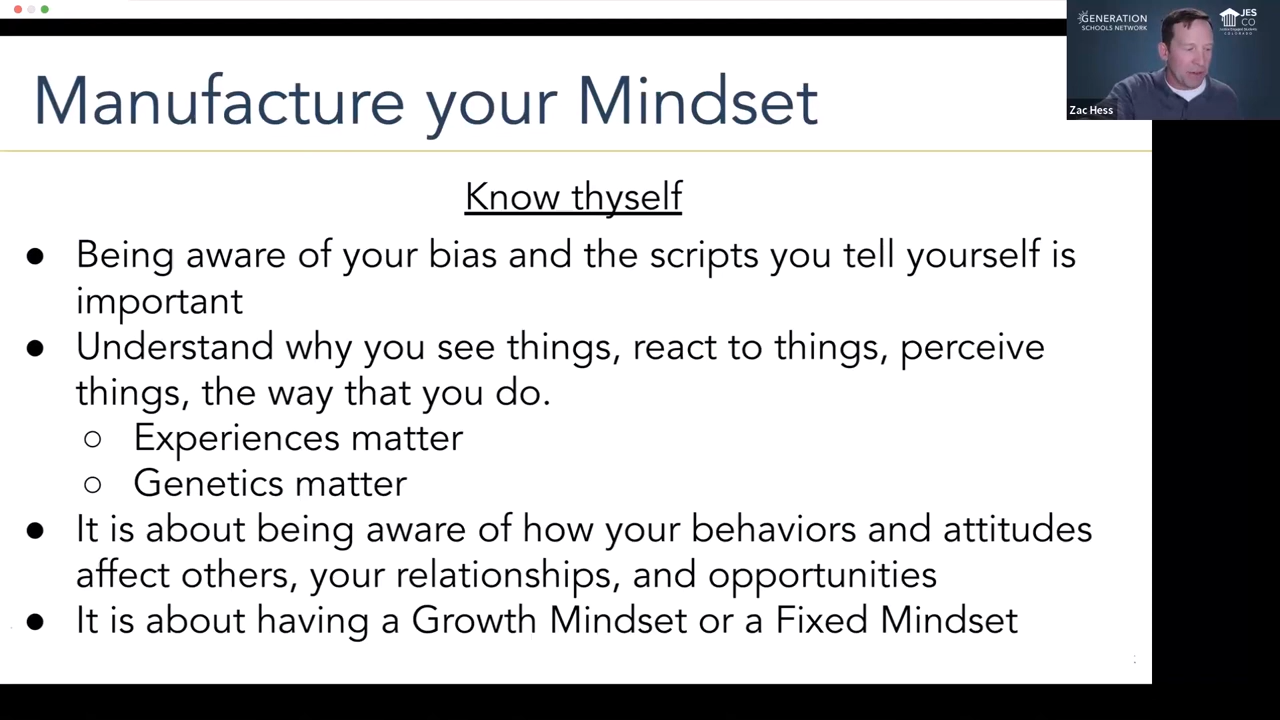 GENERATION
SCHOOLS NETWORK
JES
CO
COLORADO
Zac Hess
Manufacture your Mindset
Know thyself
● Being aware of your bias and the scripts you tell yourself is
important
● Understand why you see things, react to things, perceive
things, the way that you do.
○ Experiences matter
○ Genetics matter
● It is about being aware of how your behaviors and attitudes
affect others, your relationships, and opportunities
● It is about having a Growth Mindset or a Fixed Mindset